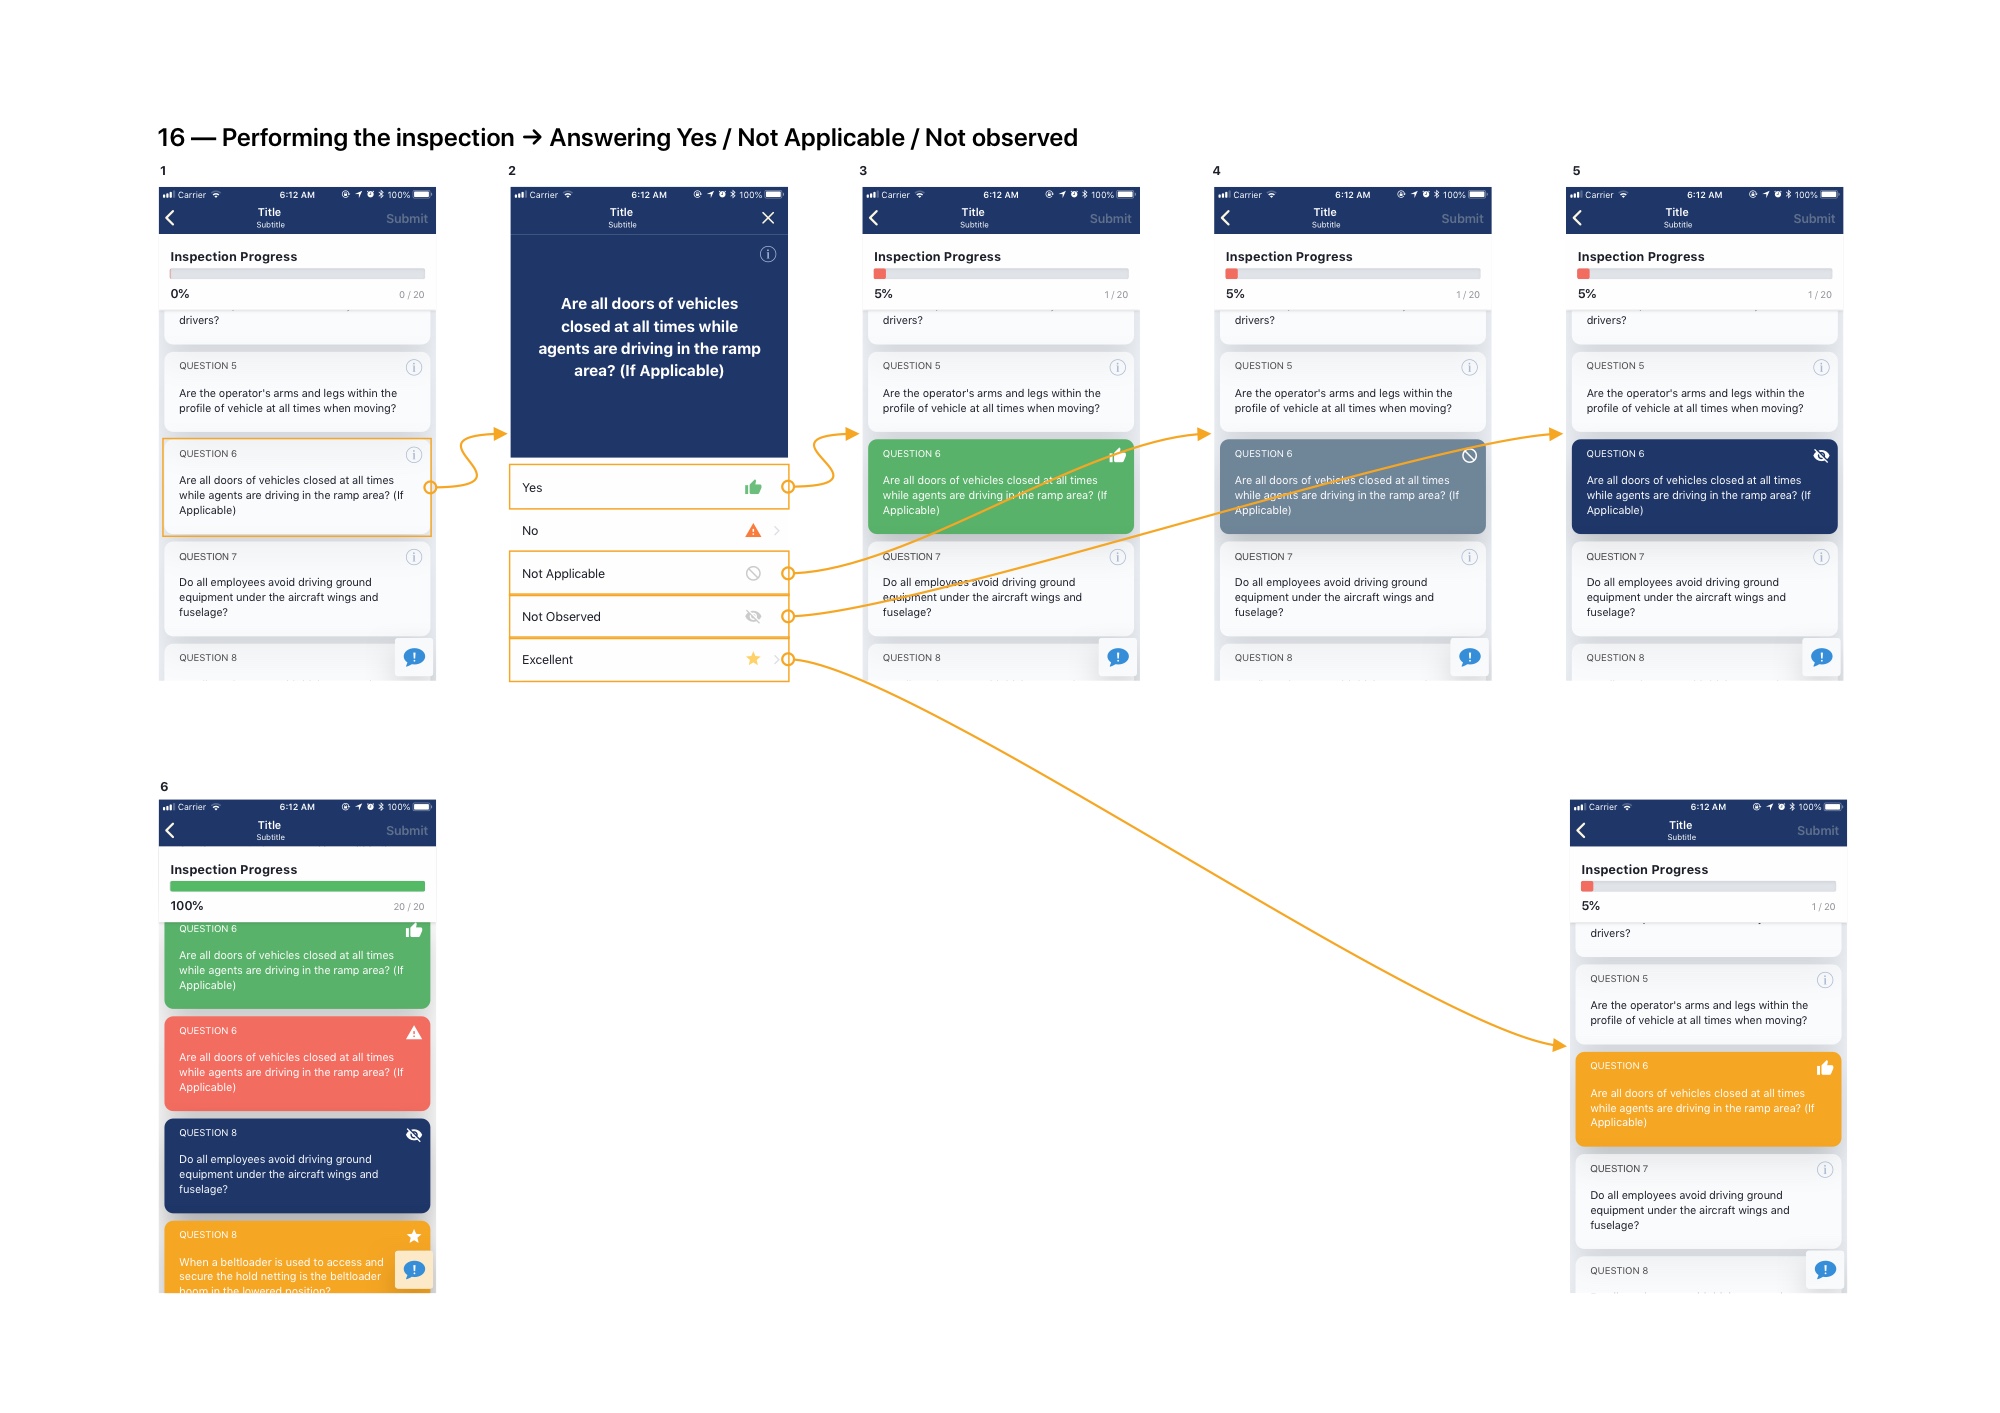 16 — Performing the inspection → Answering Yes / Not Applicable / Not observed
1
Carrier 6:12 AM 100%
Title
Subtitle
Submit
Inspection Progress
0% 0 / 20
drivers?
QUESTION 5
Are the operator's arms and legs within the
profile of vehicle at all times when moving?
QUESTION 6
Are all doors of vehicles closed at all times
while agents are driving in the ramp area? (If
Applicable)
QUESTION 7
Do all employees avoid driving ground
equipment under the aircraft wings and
fuselage?
QUESTION 8
2
Carrier 6:12 AM 100%
Title
Subtitle
Are all doors of vehicles
closed at all times while
agents are driving in the ramp
area? (If Applicable)
Yes
No
Not Applicable
Not Observed
Excellent
3
Carrier 6:12 AM 100%
Title
Subtitle
Submit
Inspection Progress
5% 1 / 20
drivers?
QUESTION 5
Are the operator's arms and legs within the
profile of vehicle at all times when moving?
QUESTION 6
Are all doors of vehicles closed at all times
while agents are driving in the ramp area? (If
Applicable)
QUESTION 7
Do all employees avoid driving ground
equipment under the aircraft wings and
fuselage?
QUESTION 8
4
Carrier 6:12 AM 100%
Title
Subtitle
Submit
Inspection Progress
5% 1 / 20
drivers?
QUESTION 5
Are the operator's arms and legs within the
profile of vehicle at all times when moving?
QUESTION 6
Are all doors of vehicles closed at all times
while agents are driving in the ramp area? (If
Applicable)
QUESTION 7
Do all employees avoid driving ground
equipment under the aircraft wings and
fuselage?
QUESTION 8
5
Carrier 6:12 AM 100%
Title
Subtitle
Submit
Inspection Progress
5% 1 / 20
drivers?
QUESTION 5
Are the operator's arms and legs within the
profile of vehicle at all times when moving?
QUESTION 6
Are all doors of vehicles closed at all times
while agents are driving in the ramp area? (If
Applicable)
QUESTION 7
Do all employees avoid driving ground
equipment under the aircraft wings and
fuselage?
QUESTION 8
6
Carrier 6:12 AM 100%
Title
Subtitle
Submit
Inspection Progress
100% 20 / 20
QUESTION 6
Are all doors of vehicles closed at all times
while agents are driving in the ramp area? (If
Applicable)
QUESTION 6
Are all doors of vehicles closed at all times
while agents are driving in the ramp area? (If
Applicable)
QUESTION 8
Do all employees avoid driving ground
equipment under the aircraft wings and
fuselage?
QUESTION 8
When a beltloader is used to access and
secure the hold netting is the beltloader
boom in the lowered position?
Carrier 6:12 AM 100%
Title
Subtitle
Submit
Inspection Progress
5% 1 / 20
drivers?
QUESTION 5
Are the operator's arms and legs within the
profile of vehicle at all times when moving?
QUESTION 6
Are all doors of vehicles closed at all times
while agents are driving in the ramp area? (If
Applicable)
QUESTION 7
Do all employees avoid driving ground
equipment under the aircraft wings and
fuselage?
QUESTION 8